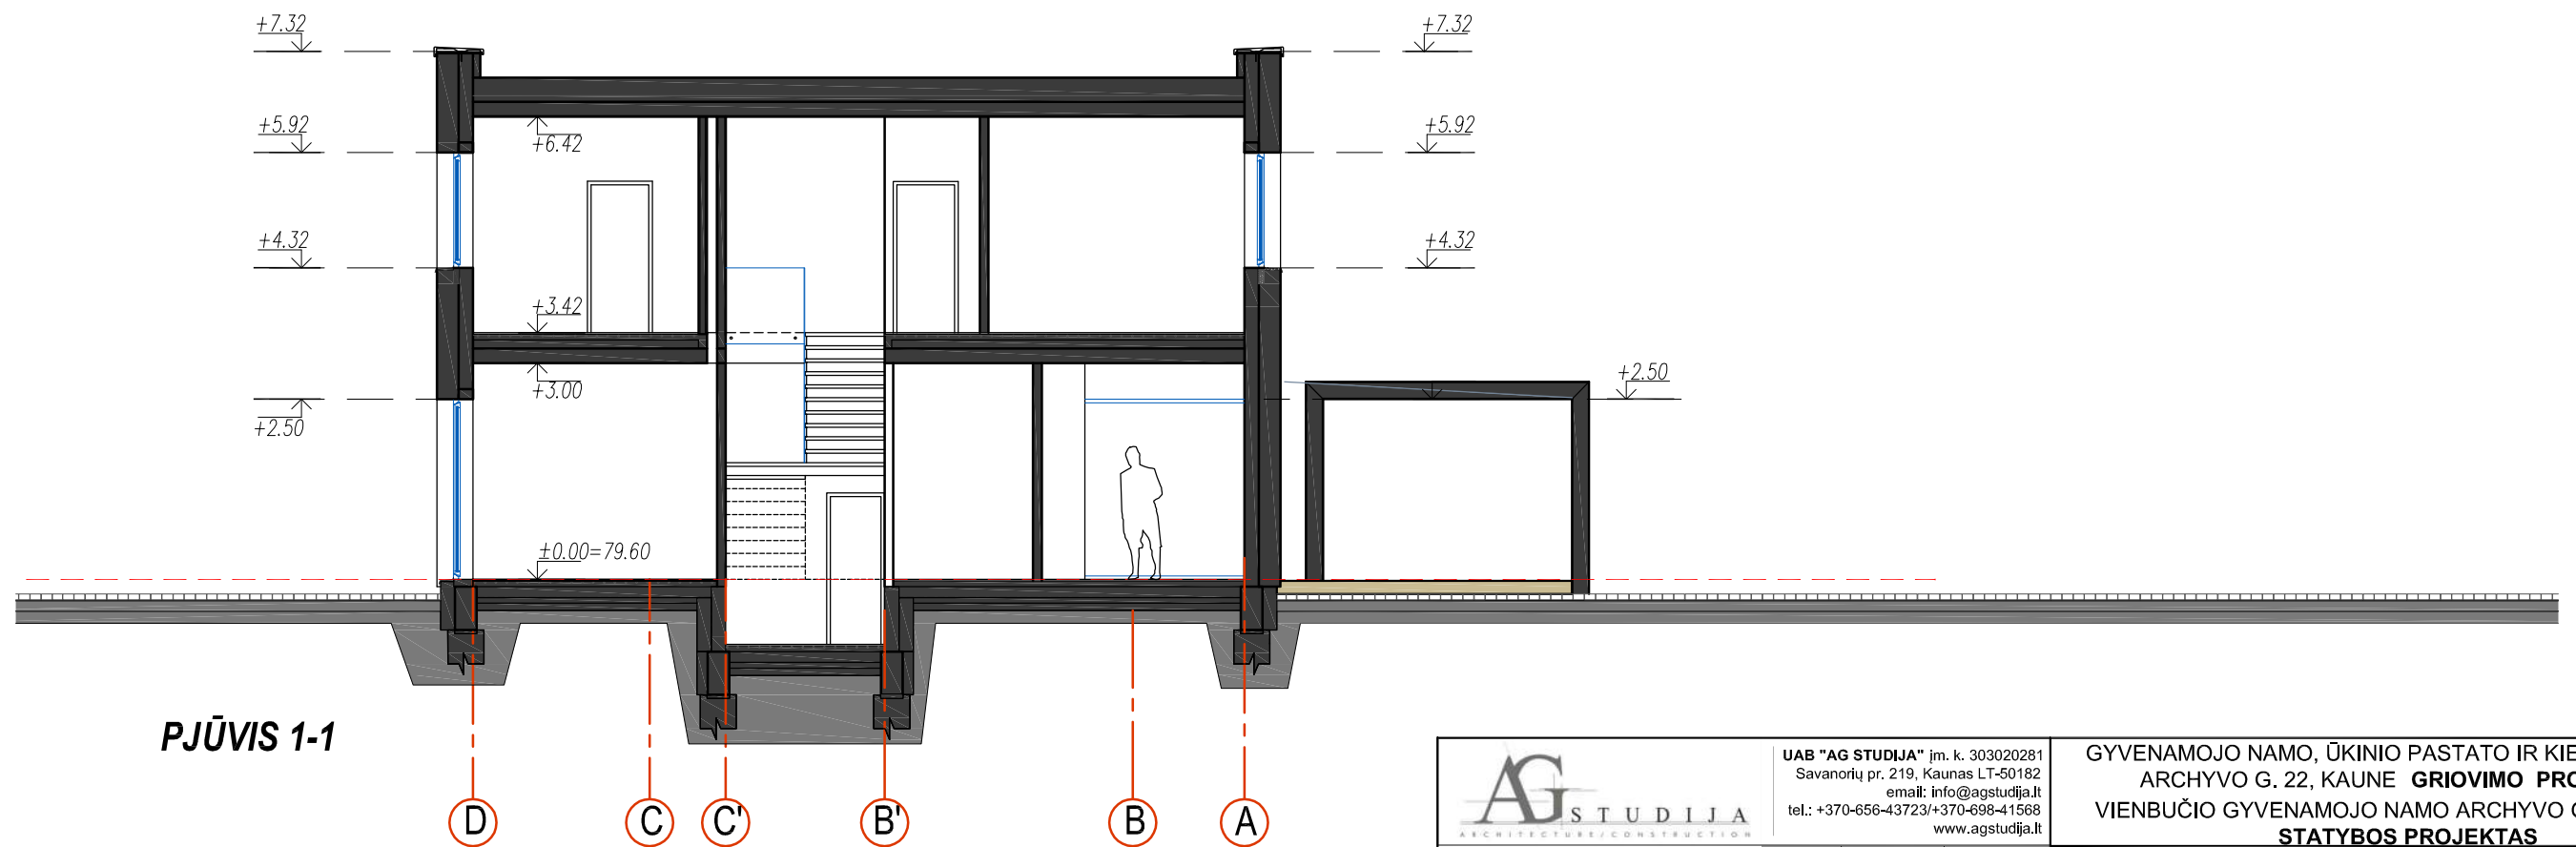 +7.32
+7.32
+5.92
+5.92
+6.42
+4.32
+4.32
+3.42
+3.00
+2.50
+2.50
±0.00=79.60
PJŪVIS 1-1
D
C
C'
B'
B
A
AG STUDIJA
ARCHITECTURE/CONSTRUCTION
UAB "AG STUDIJA" įm. k. 303020281
Savanorių pr. 219, Kaunas LT-50182
email: info@agstudija.lt
tel.: +370-656-43723/+370-698-41568
www.agstudija.lt
GYVENAMOJO NAMO, ŪKINIO PASTATO IR
ARCHYVO G. 22, KAUNE GRIOVIMO
VIENBUČIO GYVENAMOJO NAMO ARCHYVO
STATYBOS PROJEKTAS